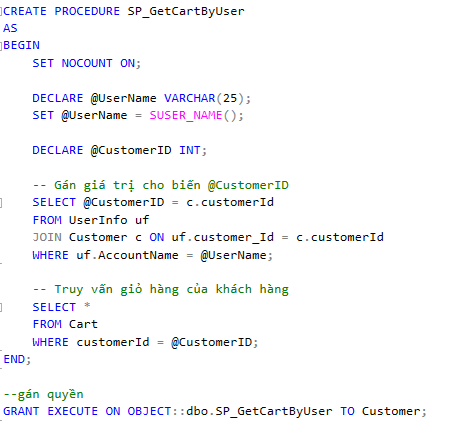 CREATE PROCEDURE SP_GetCartByUser
AS
BEGIN
    SET NOCOUNT ON;

    DECLARE @UserName VARCHAR(25);
    SET @UserName = SUSER_NAME();

    DECLARE @CustomerID INT;

    -- Gán giá trị cho biến @CustomerID
    SELECT @CustomerID = c.customerId
    FROM UserInfo uf
    JOIN Customer c ON uf.customer_Id = c.customerId
    WHERE uf.AccountName = @UserName;

    -- Truy vấn giỏ hàng của khách hàng
    SELECT *
    FROM Cart
    WHERE customerId = @CustomerID;
END;

--gán quyền
GRANT EXECUTE ON OBJECT::dbo.SP_GetCartByUser TO Customer;